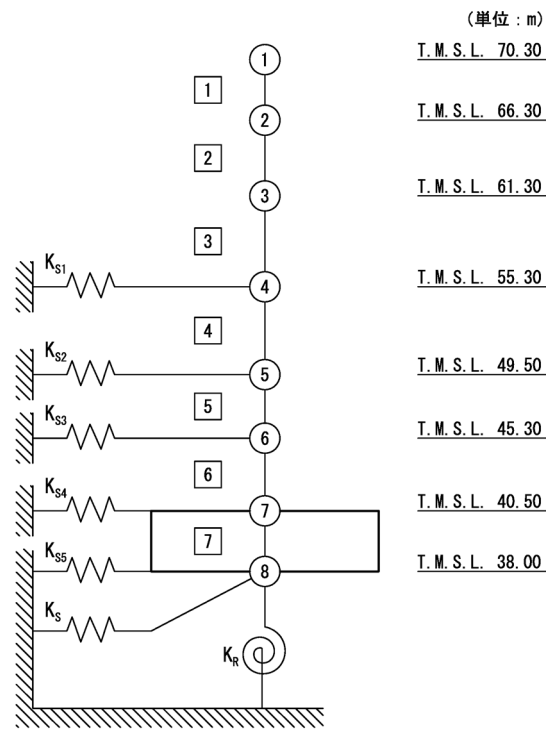 (単位：m)
① T.M.S.L. 70.30
1
② T.M.S.L. 66.30
2
③ T.M.S.L. 61.30
3
K_S1 ④ T.M.S.L. 55.30
4
K_S2 ⑤ T.M.S.L. 49.50
5
K_S3 ⑥ T.M.S.L. 45.30
6
K_S4 ⑦ T.M.S.L. 40.50
7
K_S5 ⑧ T.M.S.L. 38.00
K_S
K_R